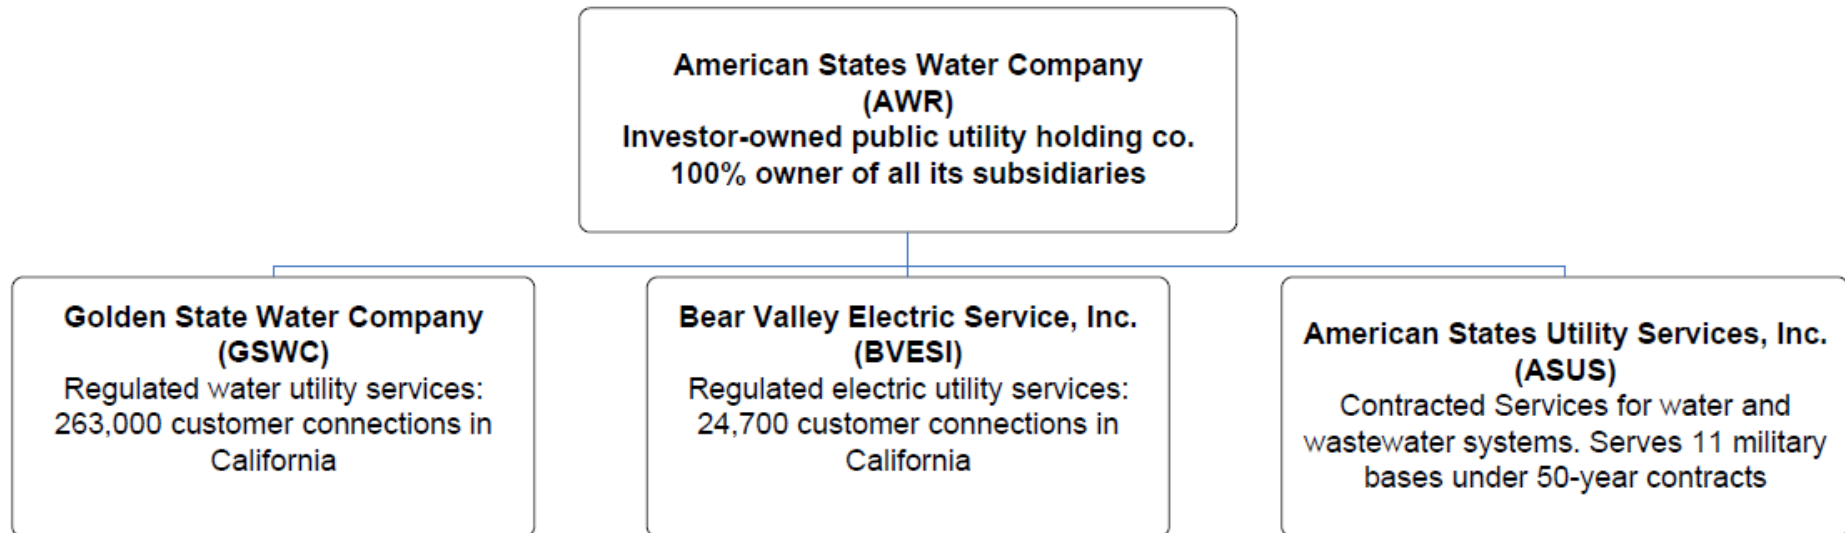 American States Water Company
(AWR)
Investor-owned public utility holding co.
100% owner of all its subsidiaries
Golden State Water Company
(GSWC)
Regulated water utility services:
263,000 customer connections in
California
Bear Valley Electric Service, Inc.
(BVESI)
Regulated electric utility services:
24,700 customer connections in
California
American States Utility Services, Inc.
(ASUS)
Contracted Services for water and
wastewater systems. Serves 11 military
bases under 50-year contracts